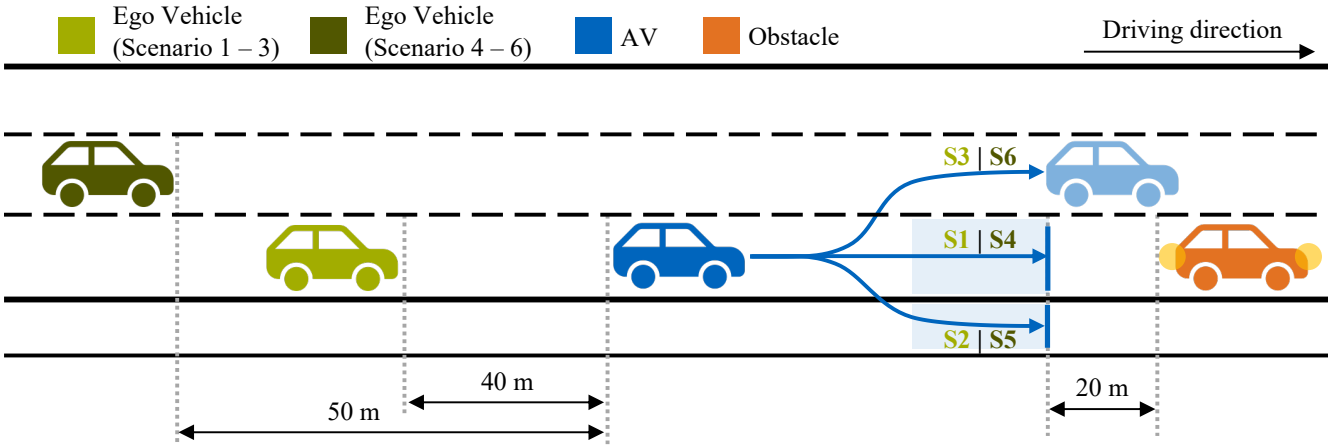 Ego Vehicle
(Scenario 1 – 3)
Ego Vehicle
(Scenario 4 – 6)
AV
Obstacle
Driving direction
S3 | S6
S1 | S4
S2 | S5
40 m
50 m
20 m